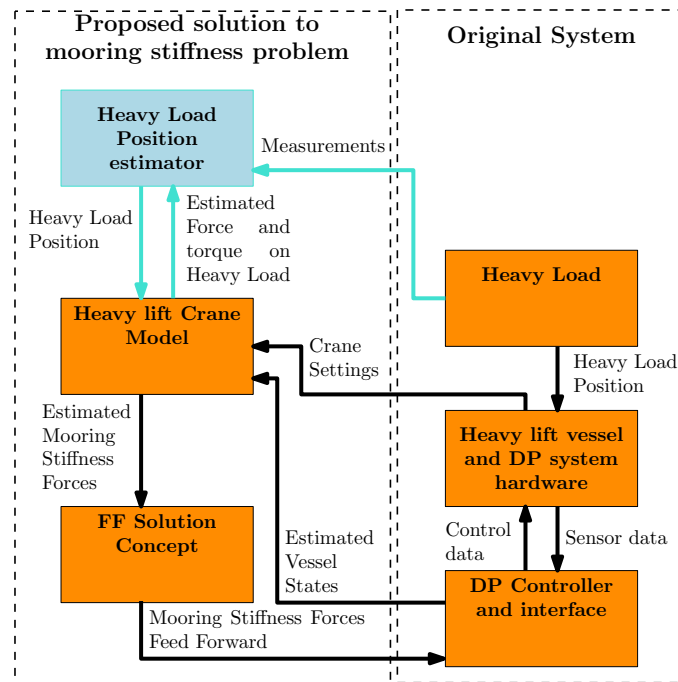 Proposed solution to
mooring stiffness problem
Original System
Heavy Load
Position
estimator
Measurements
Heavy Load
Position
Estimated
Force and
torque on
Heavy Load
Heavy Load
Heavy lift Crane
Model
Crane
Settings
Heavy Load
Position
Estimated
Mooring
Stiffness
Forces
Heavy lift vessel
and DP system
hardware
FF Solution
Concept
Estimated
Vessel
States
Control
data
Sensor data
DP Controller
and interface
Mooring Stiffness Forces
Feed Forward